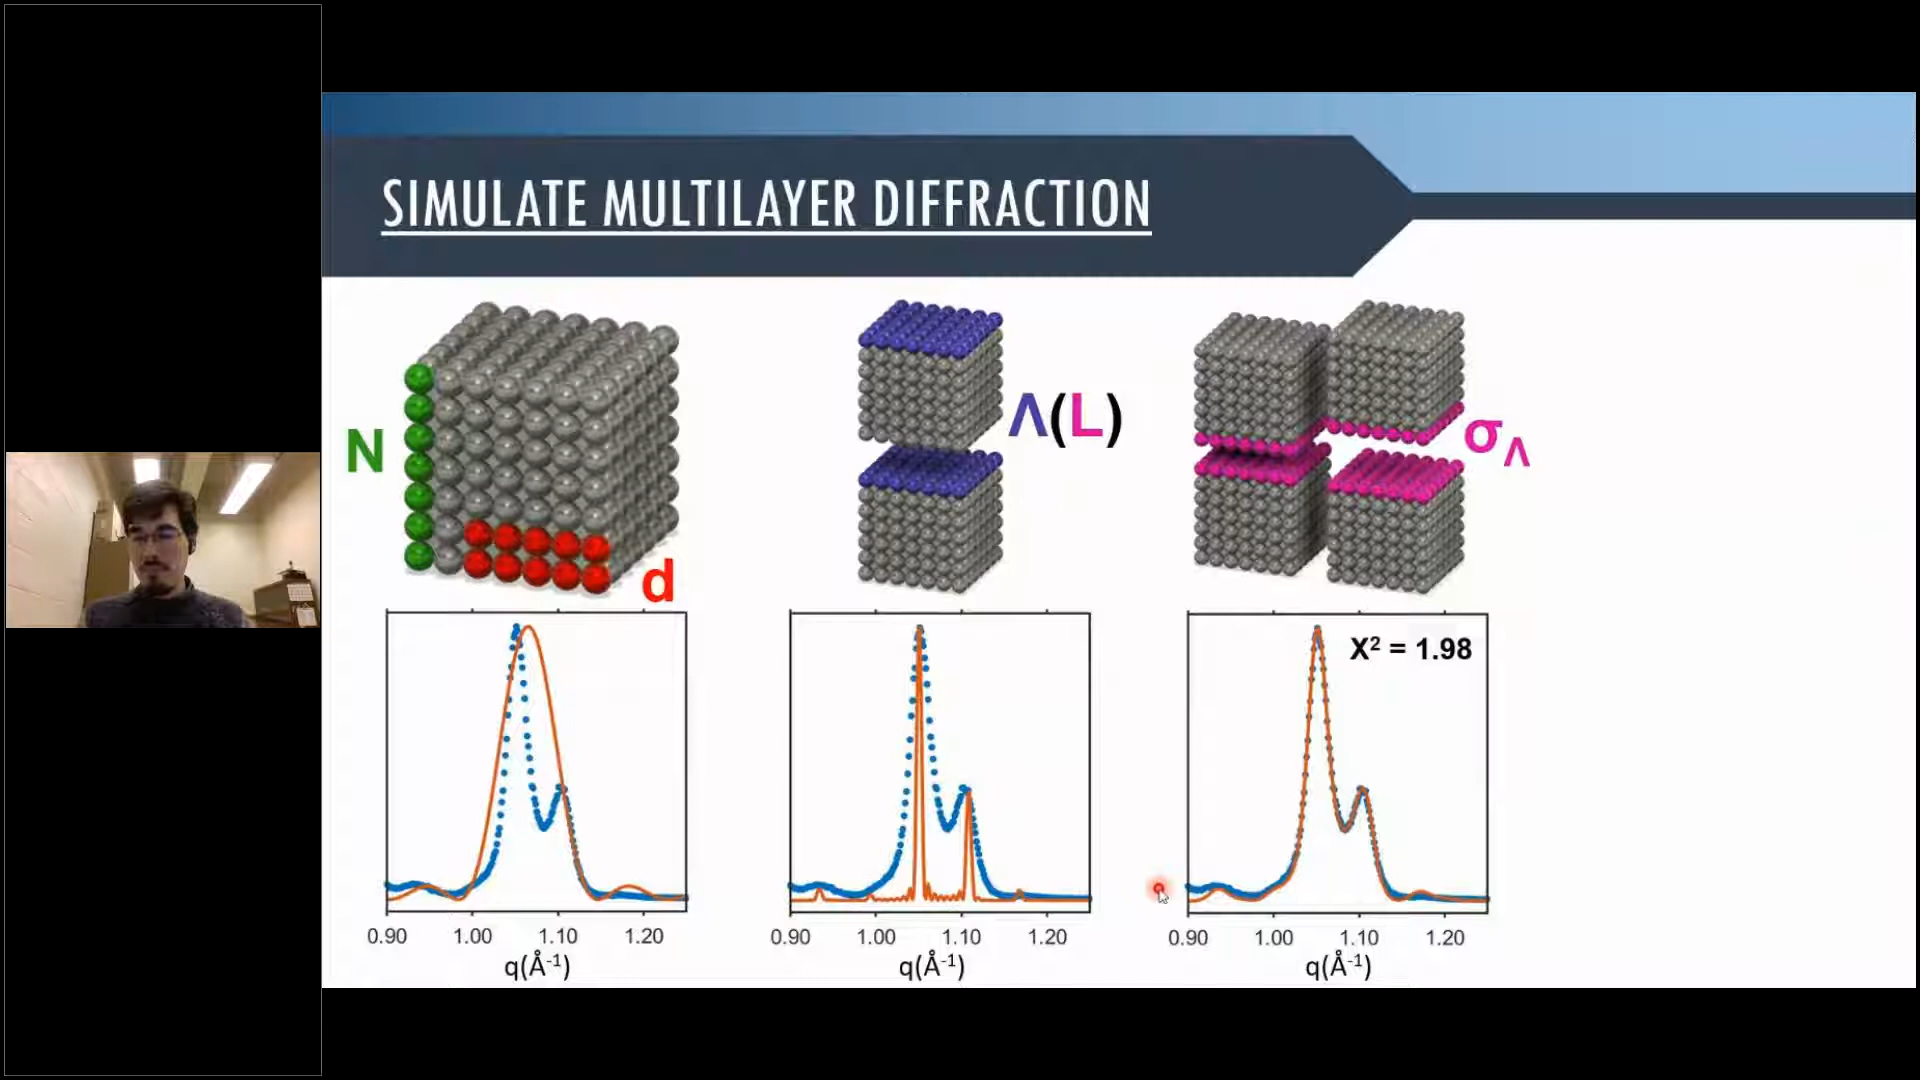 SIMULATE MULTILAYER DIFFRACTION
N
d
Λ(L)
σΛ
X² = 1.98
0.90 1.00 1.10 1.20
q(Å⁻¹)
0.90 1.00 1.10 1.20
q(Å⁻¹)
0.90 1.00 1.10 1.20
q(Å⁻¹)